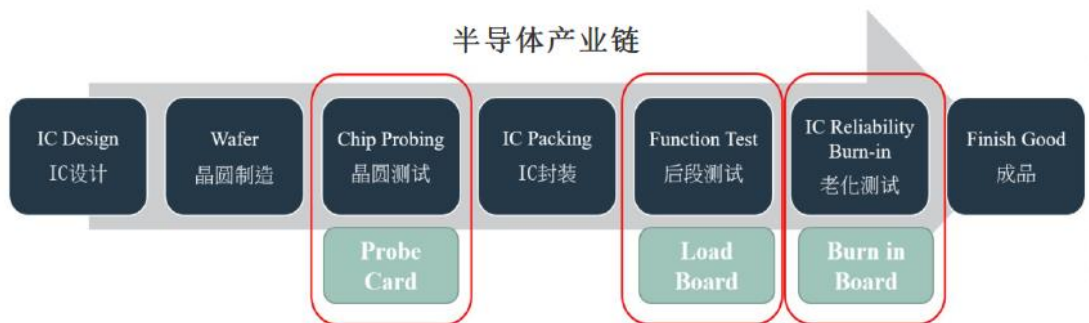 半导体产业链
IC Design
IC设计
Wafer
晶圆制造
Chip Probing
晶圆测试
IC Packing
IC封装
Function Test
后段测试
IC Reliability
Burn-in
老化测试
Finish Good
成品
Probe
Card
Load
Board
Burn in
Board